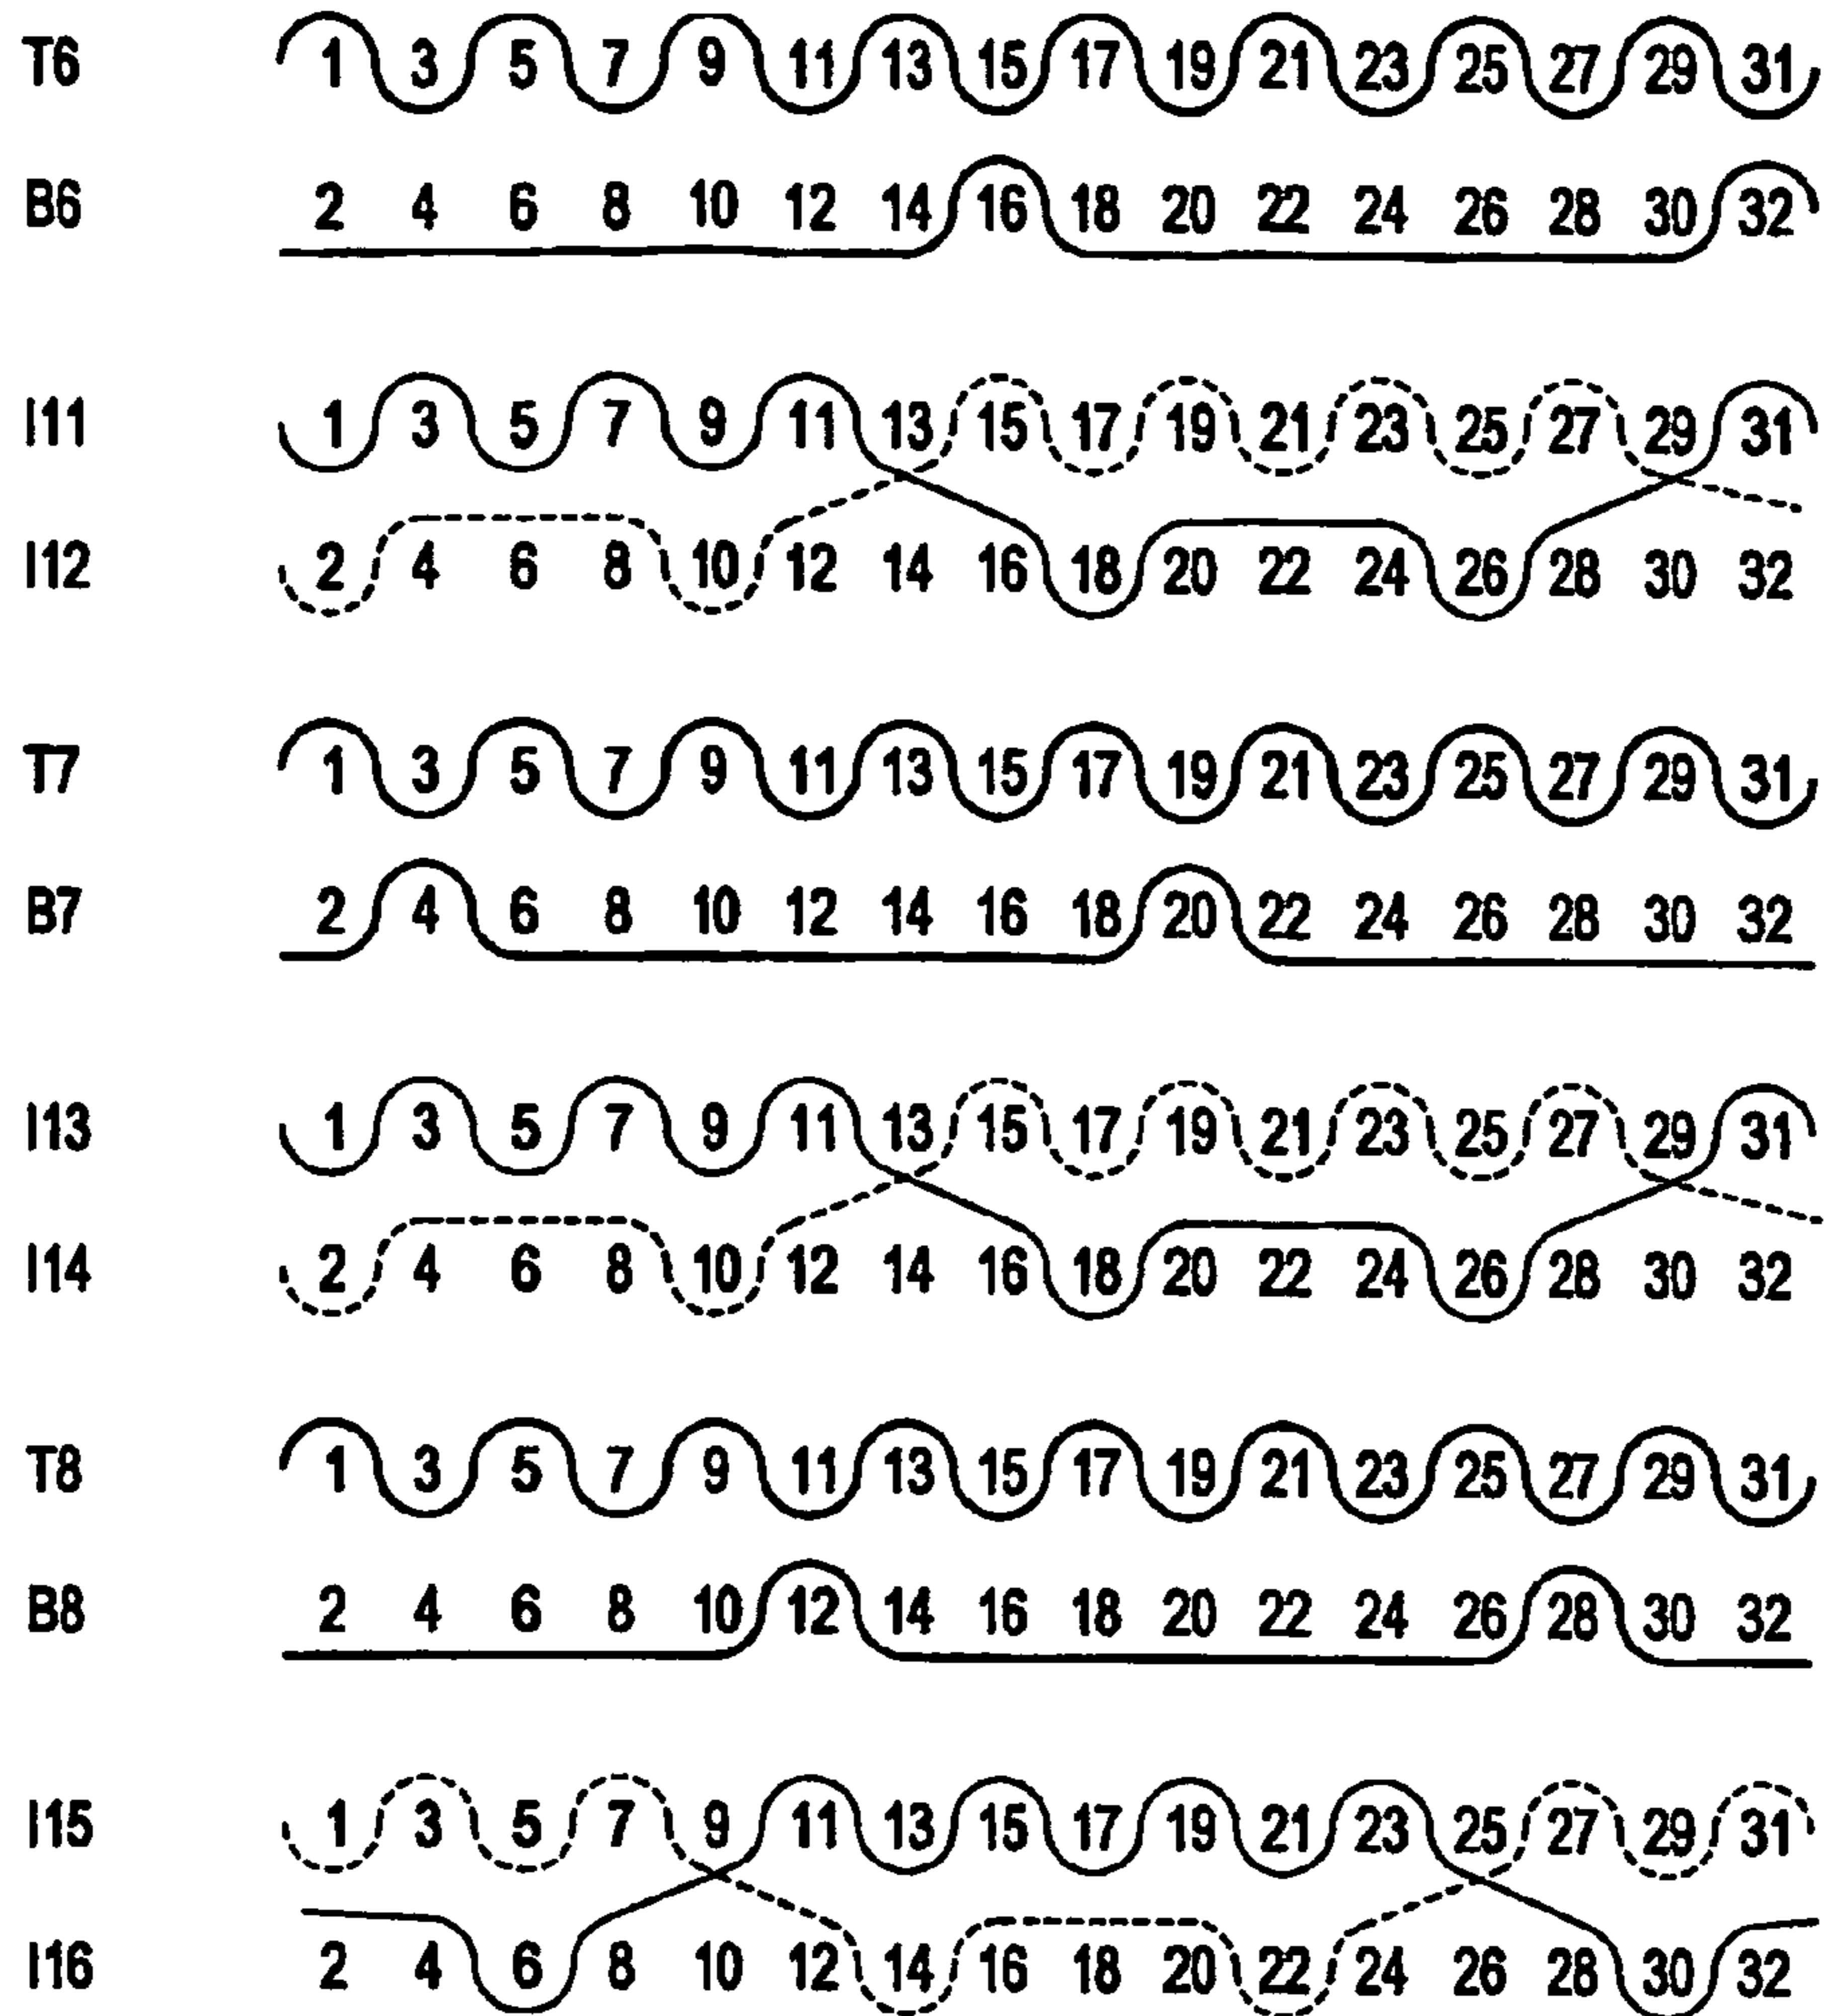 T6 1 3 5 7 9 11 13 15 17 19 21 23 25 27 29 31
B6 2 4 6 8 10 12 14 16 18 20 22 24 26 28 30 32
I11 1 3 5 7 9 11 13 15 17 19 21 23 25 27 29 31
I12 2 4 6 8 10 12 14 16 18 20 22 24 26 28 30 32
T7 1 3 5 7 9 11 13 15 17 19 21 23 25 27 29 31
B7 2 4 6 8 10 12 14 16 18 20 22 24 26 28 30 32
I13 1 3 5 7 9 11 13 15 17 19 21 23 25 27 29 31
I14 2 4 6 8 10 12 14 16 18 20 22 24 26 28 30 32
T8 1 3 5 7 9 11 13 15 17 19 21 23 25 27 29 31
B8 2 4 6 8 10 12 14 16 18 20 22 24 26 28 30 32
I15 1 3 5 7 9 11 13 15 17 19 21 23 25 27 29 31
I16 2 4 6 8 10 12 14 16 18 20 22 24 26 28 30 32